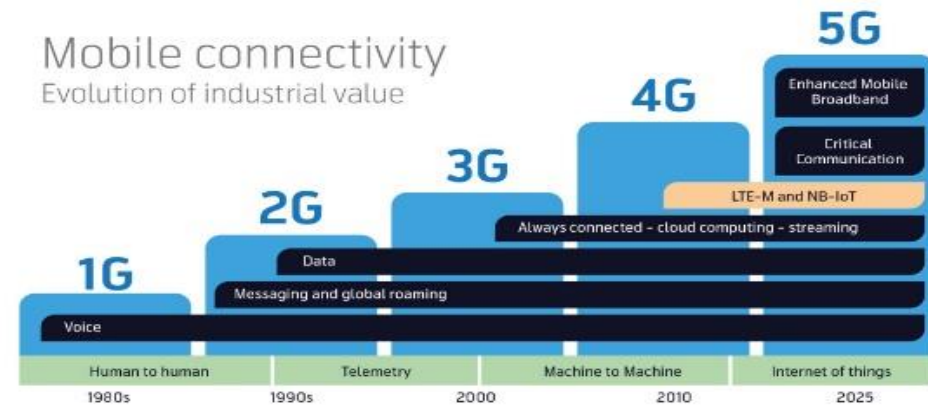 Mobile connectivity
Evolution of industrial value
1G
2G
3G
4G
5G
Enhanced Mobile
Broadband
Critical
Communication
LTE-M and NB-IoT
Always connected - cloud computing - streaming
Data
Messaging and global roaming
Voice
Human to human
Telemetry
Machine to Machine
Internet of things
1980s
1990s
2000
2010
2025